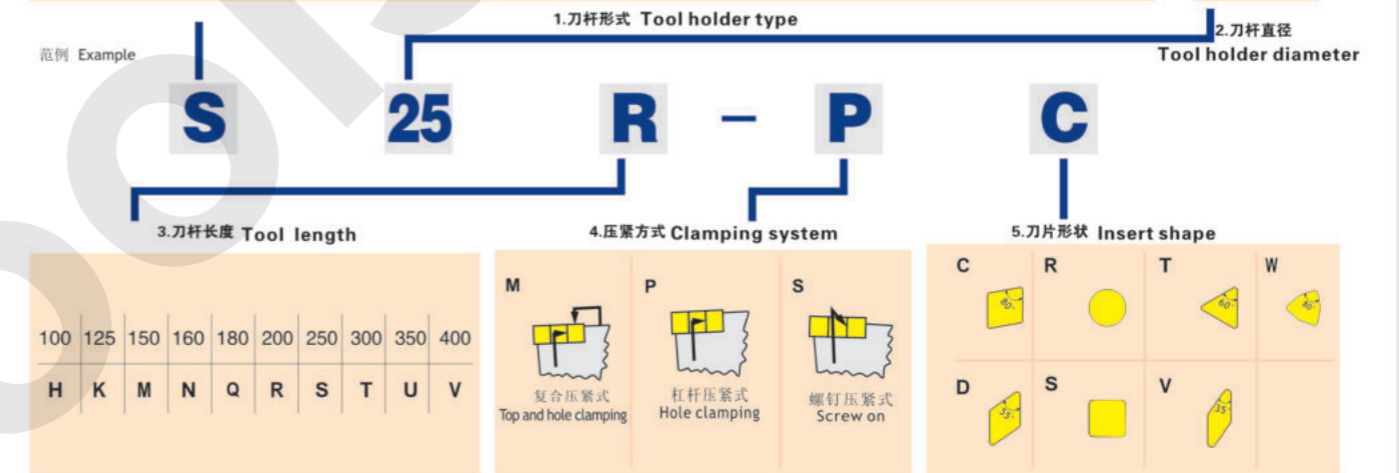 1.刀杆形式 Tool holder type
2.刀杆直径
Tool holder diameter
范例 Example
S 25 R – P C
3.刀杆长度 Tool length
4.压紧方式 Clamping system
5.刀片形状 Insert shape
100 125 150 160 180 200 250 300 350 400
H K M N Q R S T U V
M P S
复合压紧式 杠杆压紧式 螺钉压紧式
Top and hole clamping Hole clamping Screw on
C R T W
80° 60° 80°
D S V
55° 35°